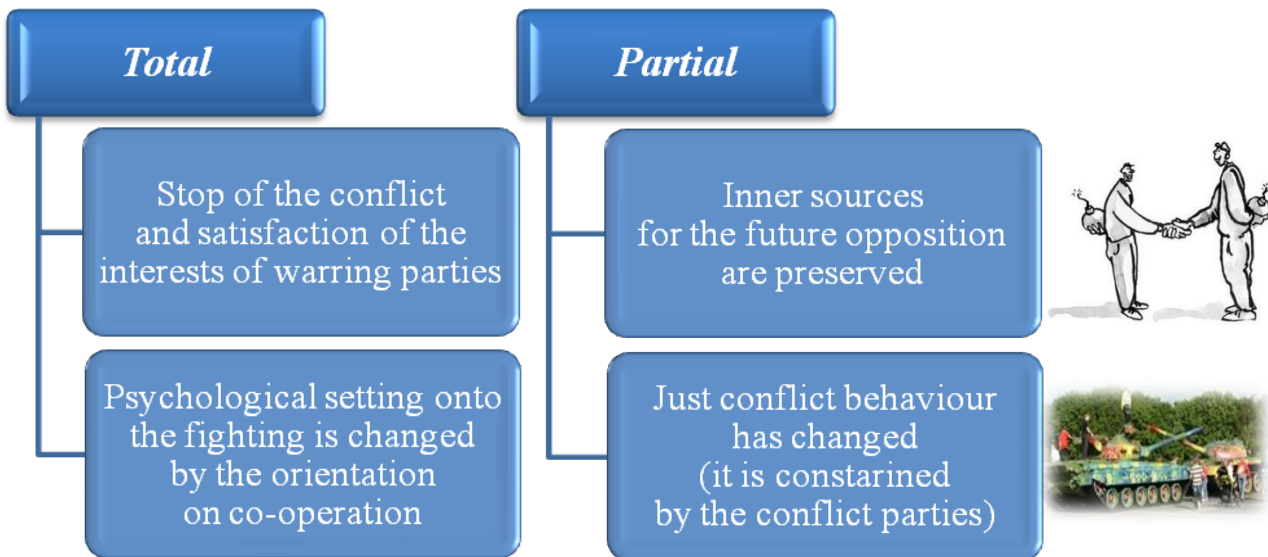 Total
Stop of the conflict
and satisfaction of the
interests of warring parties
Psychological setting onto
the fighting is changed
by the orientation
on co-operation
Partial
Inner sources
for the future opposition
are preserved
Just conflict behaviour
has changed
(it is constarined
by the conflict parties)